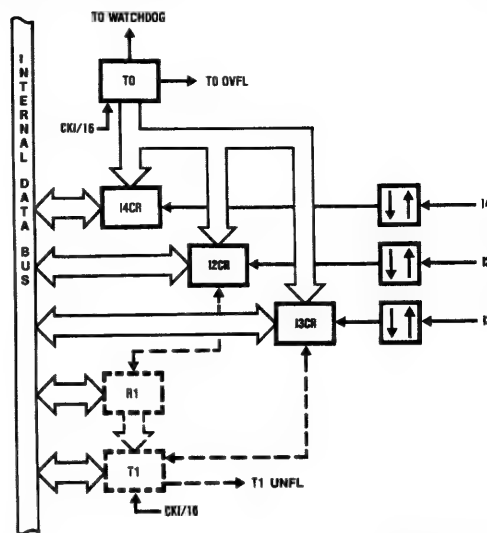 TO WATCHDOG
INTERNAL DATA BUS
T0
TO OVFL
CKI/16
I4CR
I4
I2CR
I3CR
R1
T1
T1 UNFL
CKI/16